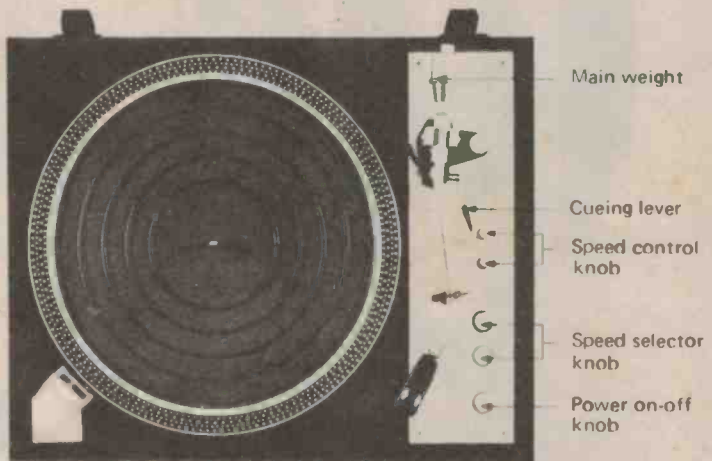 Main weight
Cueing lever
Speed control
knob
Speed selector
knob
Power on-off
knob